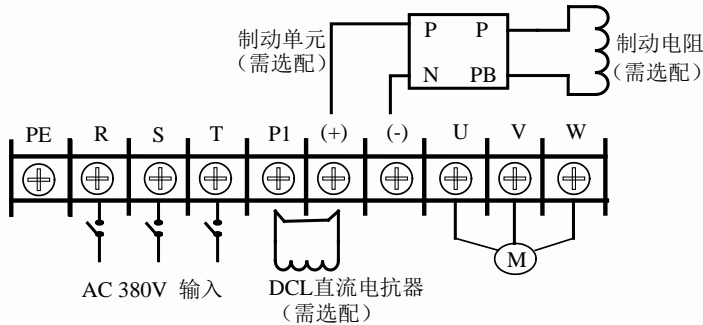 制动单元
（需选配）
P P
N PB
制动电阻
（需选配）
PE R S T P1 (+) (-) U V W
M
AC 380V 输入
DCL直流电抗器
（需选配）